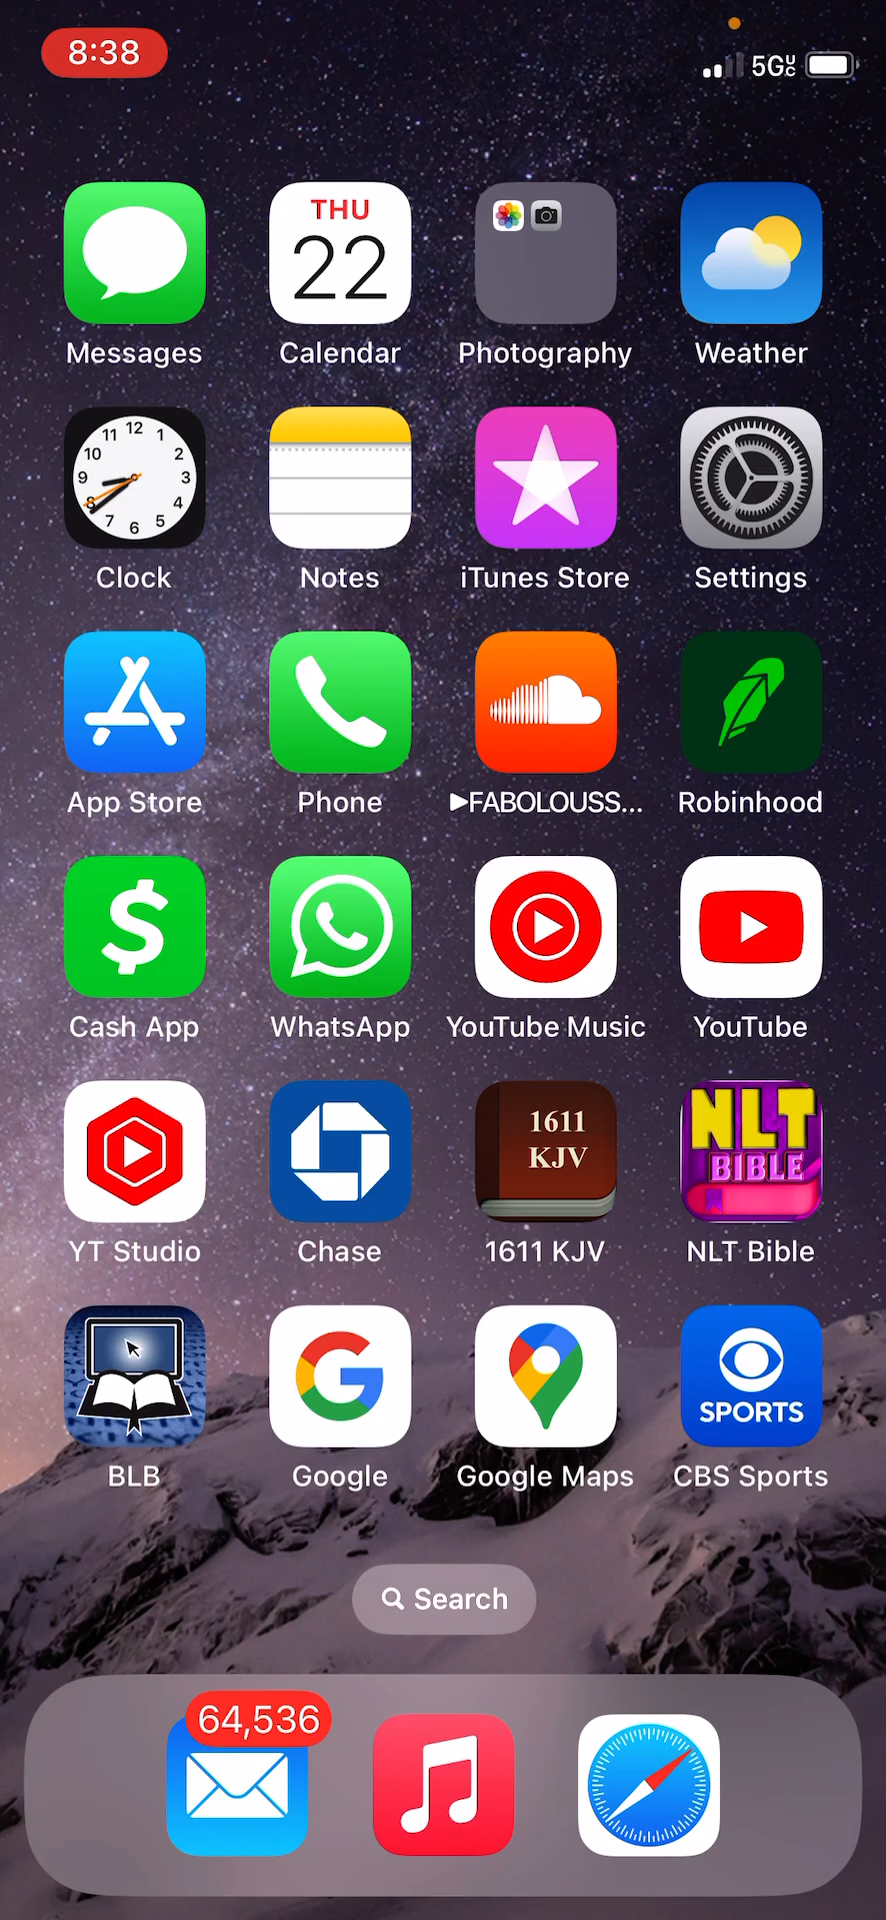 8:38
5GUC
THU
22
Messages
Calendar
Photography
Weather
12
11
1
10
2
9
3
8
4
7
5
6
Clock
Notes
iTunes Store
Settings
App Store
Phone
▶FABOLOUSS...
Robinhood
$
Cash App
WhatsApp
YouTube Music
YouTube
1611
KJV
NLT
BIBLE
YT Studio
Chase
1611 KJV
NLT Bible
G
SPORTS
BLB
Google
Google Maps
CBS Sports
Search
64,536